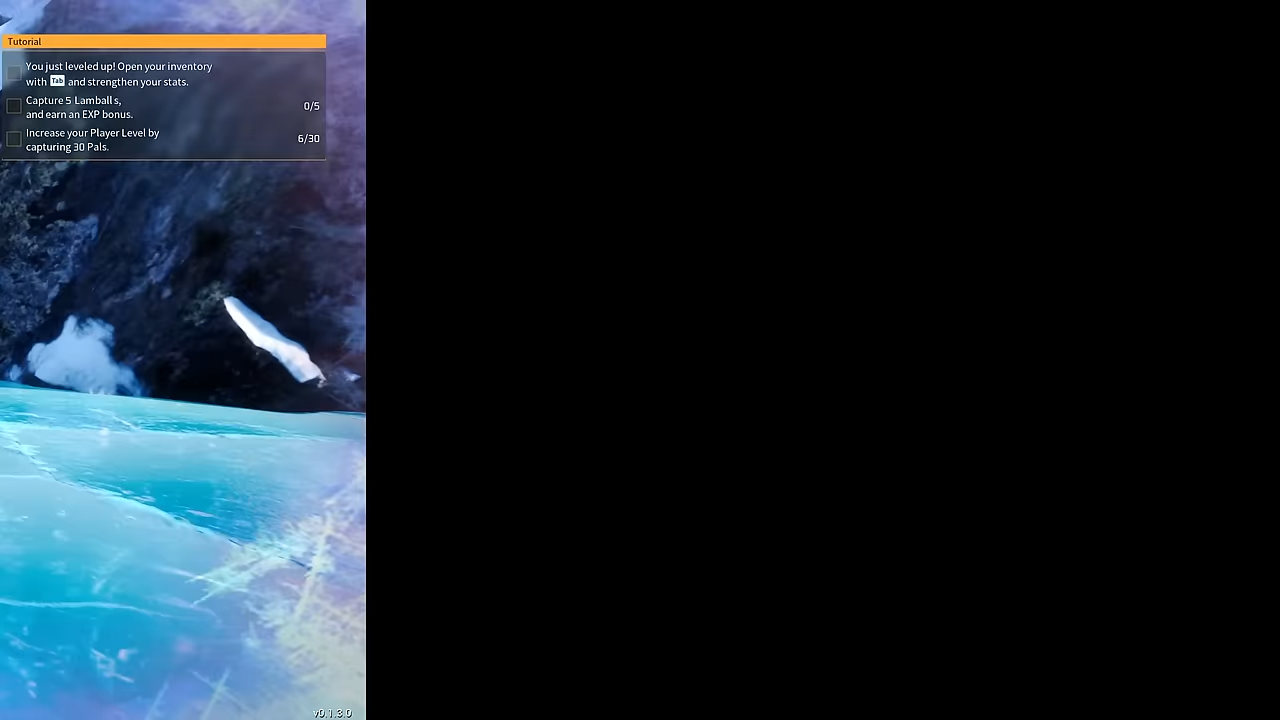 Tutorial
You just leveled up! Open your inventory
with Tab and strengthen your stats.
Capture 5 Lamball s,
and earn an EXP bonus.
0/5
Increase your Player Level by
capturing 30 Pals.
6/30
v0.1.3.0